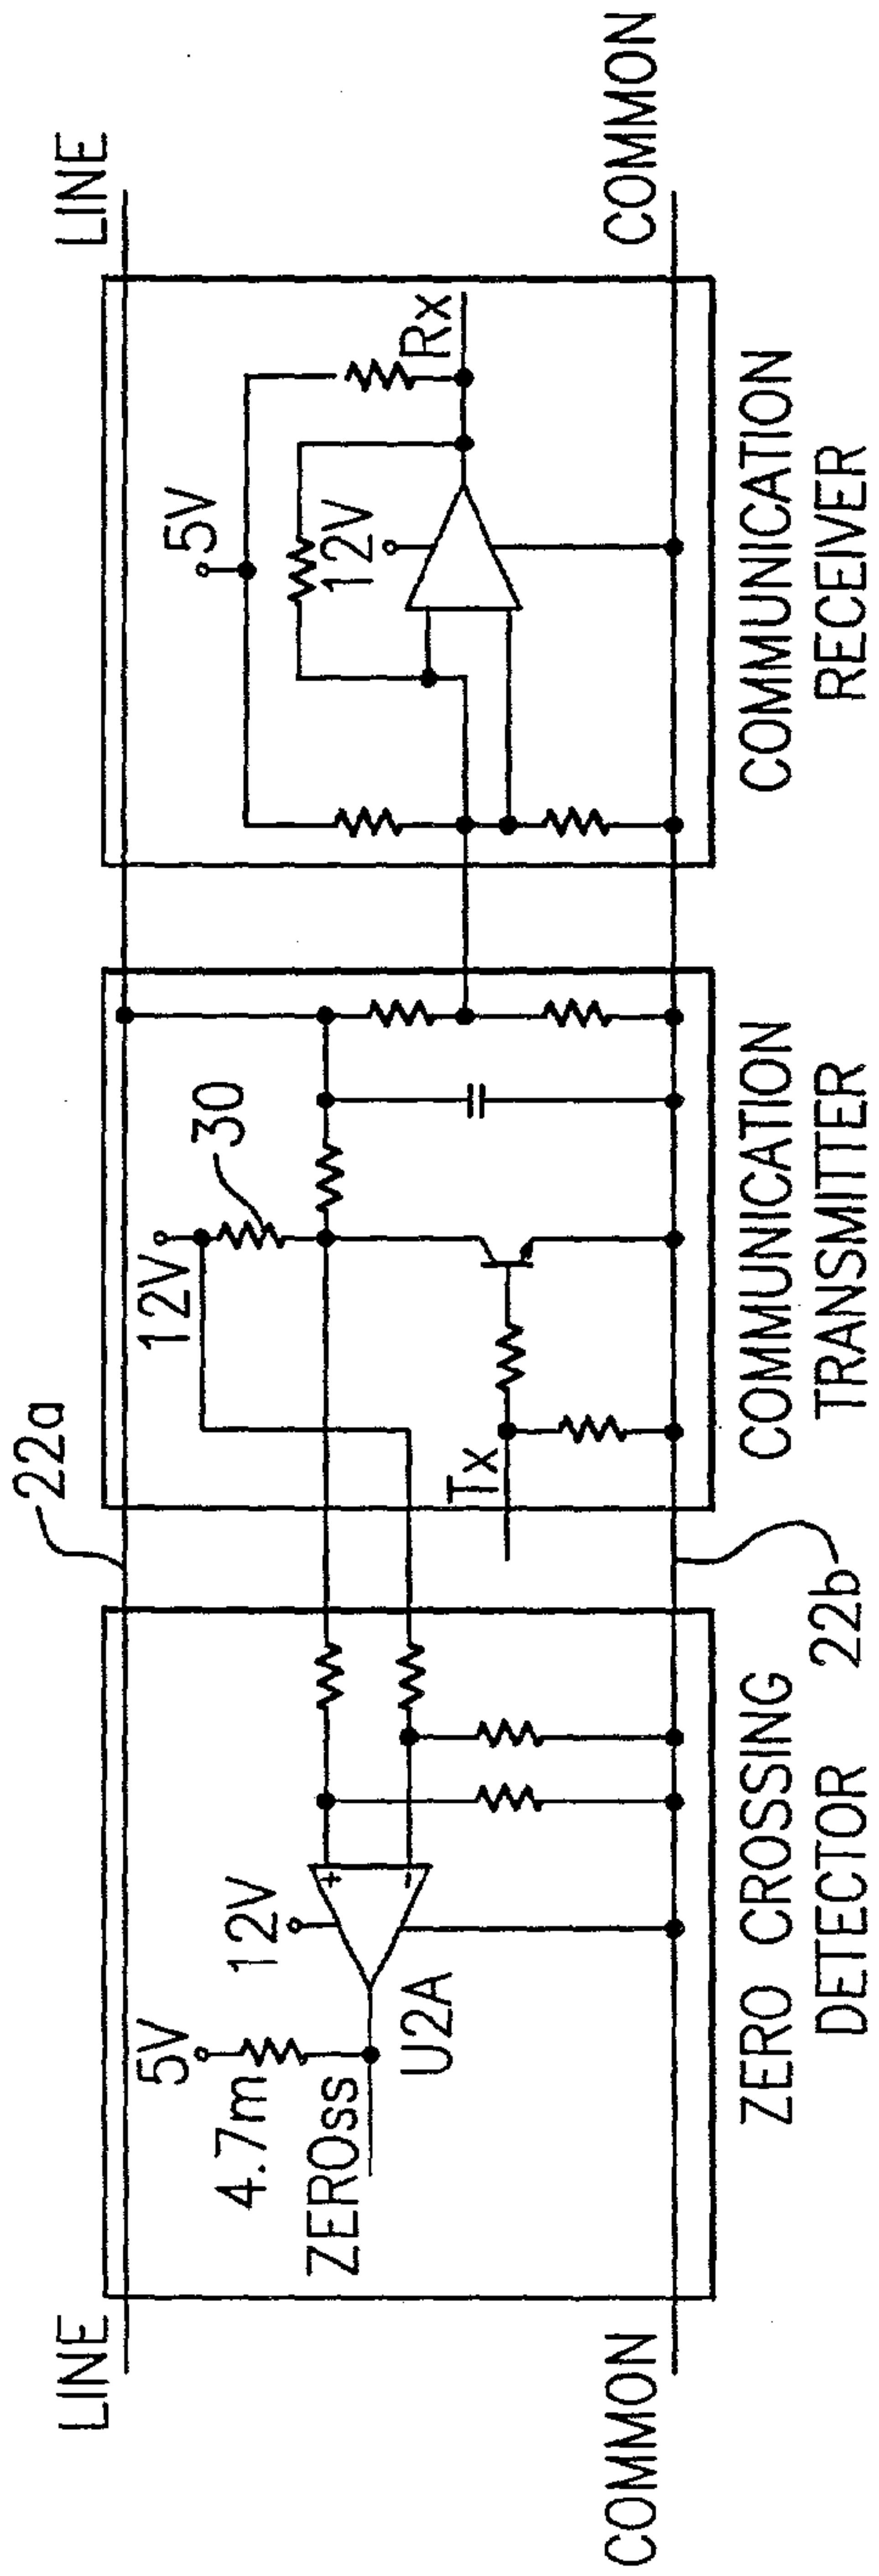 LINE
LINE
22a
5V
4.7m
ZEROss
12V
+
-
U2A
12V
30
Tx
5V
12V
Rx
COMMON
COMMON
22b
ZERO CROSSING
DETECTOR
COMMUNICATION
TRANSMITTER
COMMUNICATION
RECEIVER